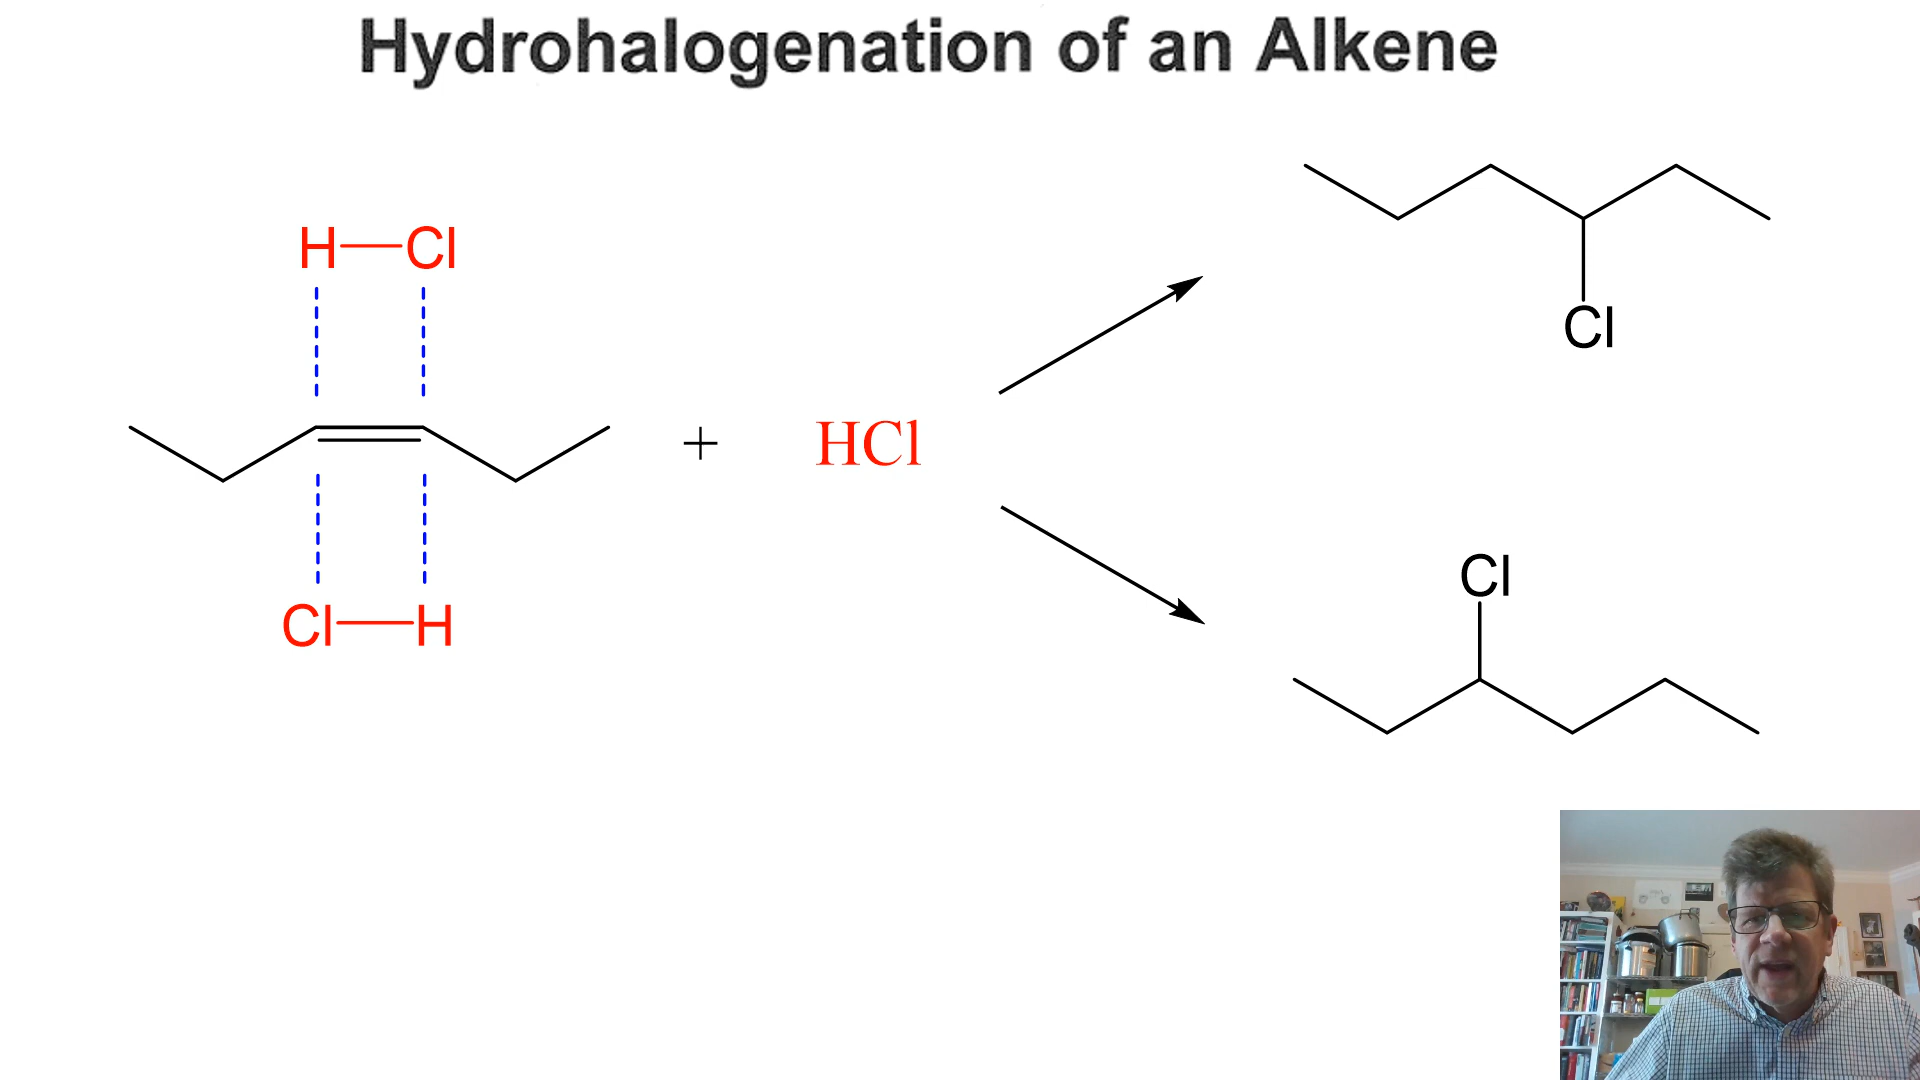 Hydrohalogenation of an Alkene
H Cl
Cl
+ HCl
Cl
Cl H